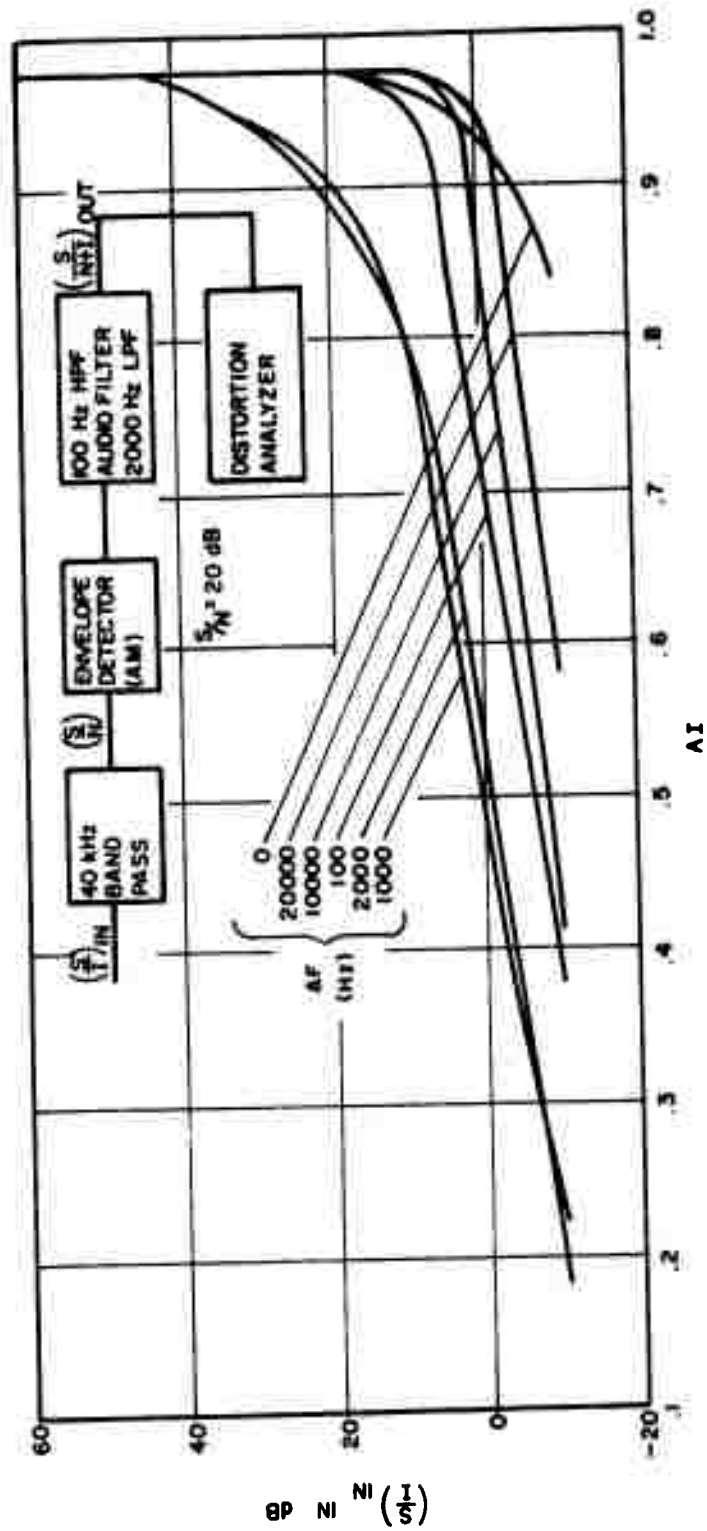 (S/I) IN
40 kHz
BAND
PASS
(S/N)
ENVELOPE
DETECTOR
(AM)
100 Hz HPF
AUDIO FILTER
2000 Hz LPF
(S/N+I) OUT
DISTORTION
ANALYZER
S/N = 20 dB
ΔF
(Hz)
0
20000
10000
100
2000
1000
60
40
20
0
-20
(S/I) IN IN dB
.1
.2
.3
.4
.5
.6
.7
.8
.9
1.0
AI